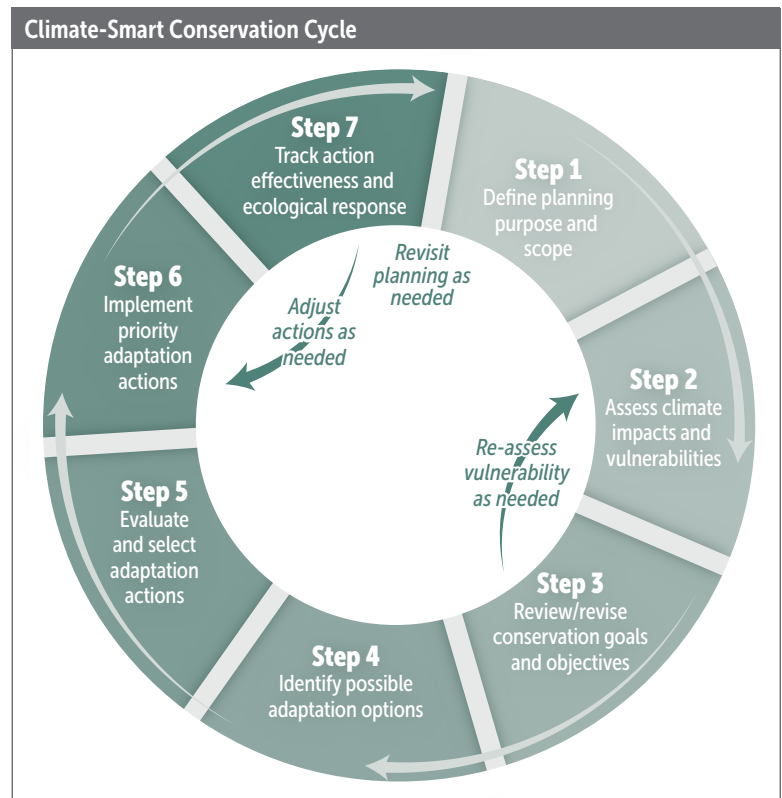 Climate-Smart Conservation Cycle
Step 1
Define planning
purpose and
scope
Step 2
Assess climate
impacts and
vulnerabilities
Step 3
Review/revise
conservation goals
and objectives
Step 4
Identify possible
adaptation options
Step 5
Evaluate
and select
adaptation
actions
Step 6
Implement
priority
adaptation
actions
Step 7
Track action
effectiveness and
ecological response
Revisit
planning as
needed
Adjust
actions as
needed
Re-assess
vulnerability
as needed